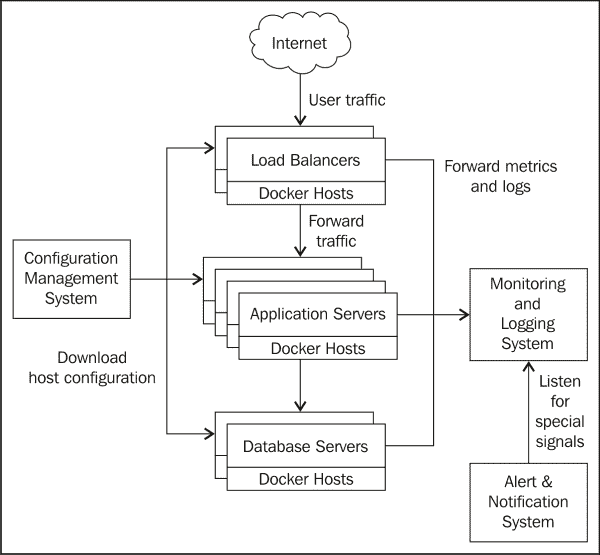 Internet
User traffic
Load Balancers
Docker Hosts
Forward metrics
and logs
Forward
traffic
Configuration
Management
System
Application Servers
Docker Hosts
Monitoring
and
Logging
System
Download
host configuration
Listen
for
special
signals
Database Servers
Docker Hosts
Alert &
Notification
System